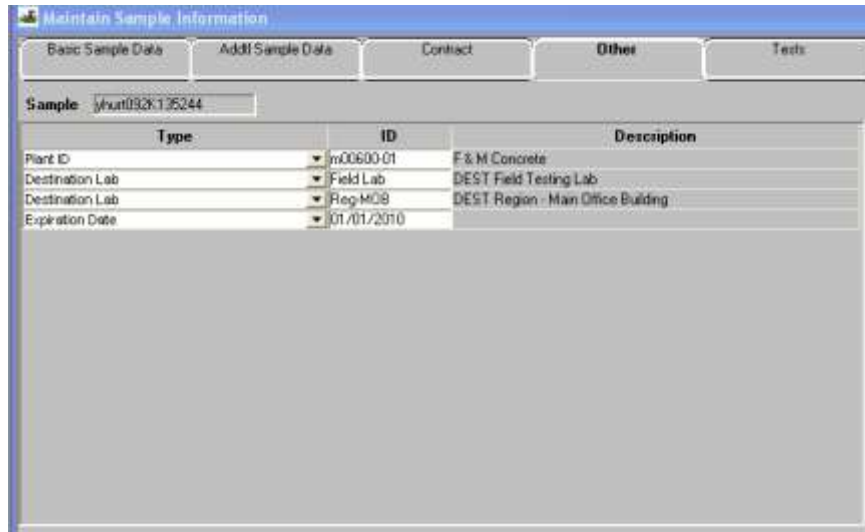 Maintain Sample Information
Basic Sample Data Addtl Sample Data Contract Other Tests
Sample yhurt092K135244
Type ID Description
Plant ID m00600-01 F & M Concrete
Destination Lab Field Lab DEST Field Testing Lab
Destination Lab Reg-MOB DEST Region - Main Office Building
Expiration Date 01/01/2010